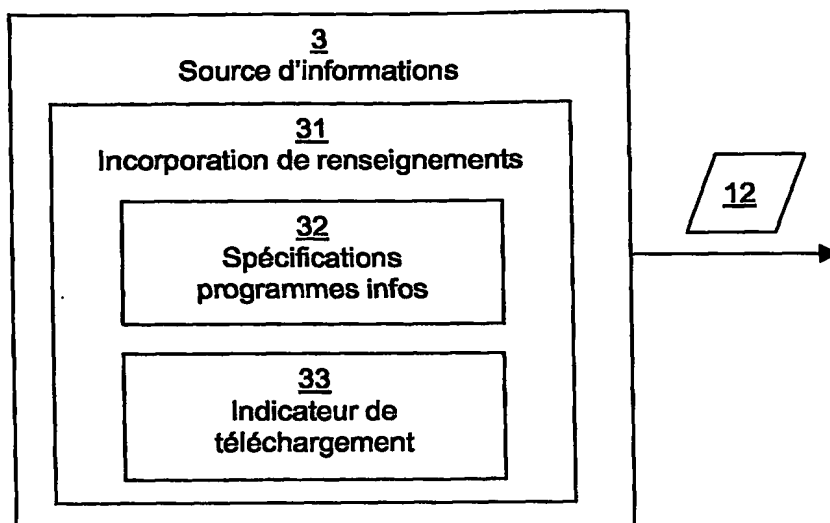 3
Source d'informations
31
Incorporation de renseignements
32
Spécifications
programmes infos
33
Indicateur de
téléchargement
12